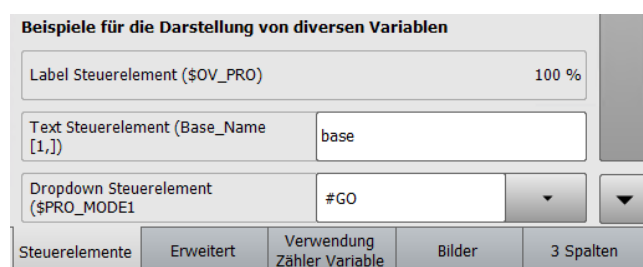 Beispiele für die Darstellung von diversen Variablen
Label Steuerelement ($OV_PRO) 100 %
Text Steuerelement (Base_Name
[1,]) base
Dropdown Steuerelement
($PRO_MODE1 #GO
Steuerelemente Erweitert Verwendung
Zähler Variable Bilder 3 Spalten